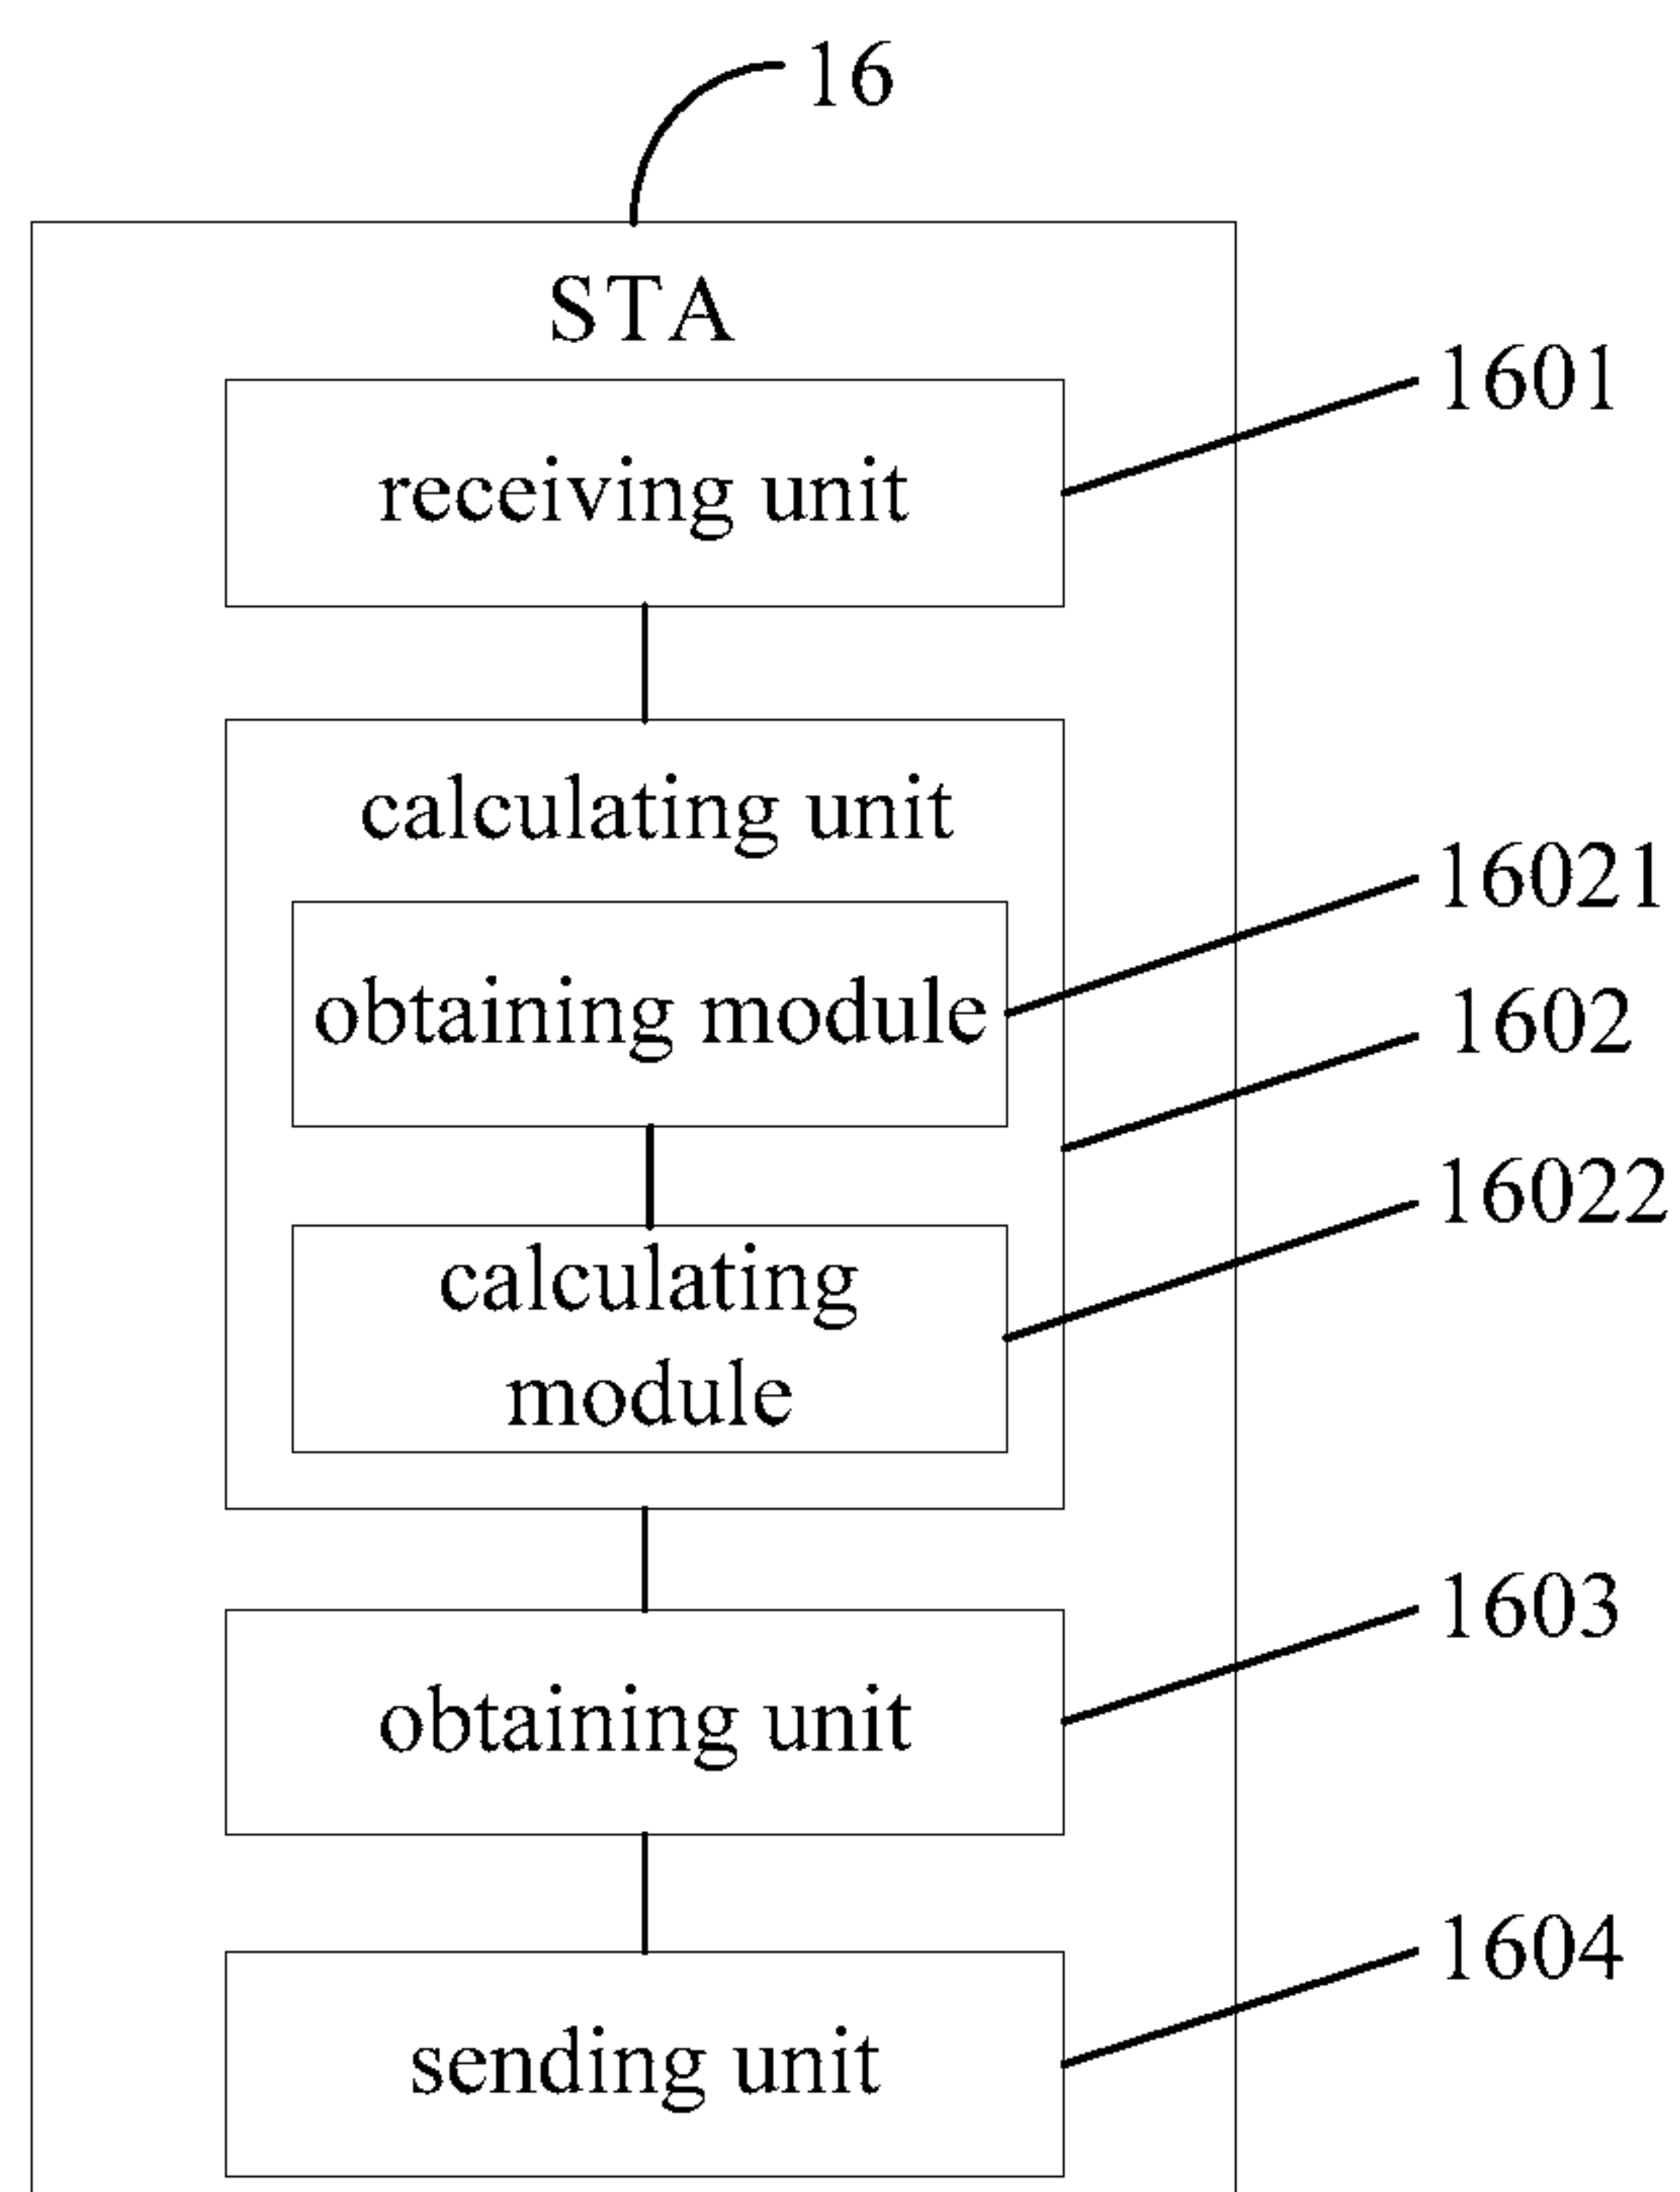 16
STA
1601
receiving unit
calculating unit
16021
obtaining module
1602
16022
calculating
module
1603
obtaining unit
1604
sending unit